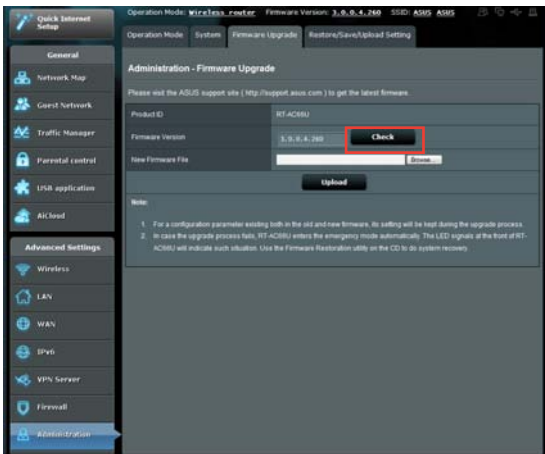 Quick Internet
Setup
Operation Mode: Wireless router Firmware Version: 3.0.0.4.260 SSID: ASUS ASUS
Operation Mode System Firmware Upgrade Restore/Save/Upload Setting
General
Network Map
Guest Network
Traffic Manager
Parental control
USB application
AiCloud
Advanced Settings
Wireless
LAN
WAN
IPv6
VPN Server
Firewall
Administration
Administration - Firmware Upgrade
Please visit the ASUS support site ( http://support.asus.com ) to get the latest firmware.
Product ID RT-AC66U
Firmware Version 3.0.0.4.260 Check
New Firmware File Browse...
Upload
Note:
1. For a configuration parameter existing both in the old and new firmware, its setting will be kept during the upgrade process.
2. In case the upgrade process fails, RT-AC66U enters the emergency mode automatically. The LED signals at the front of RT-
AC66U will indicate such situation. Use the Firmware Restoration utility on the CD to do system recovery.